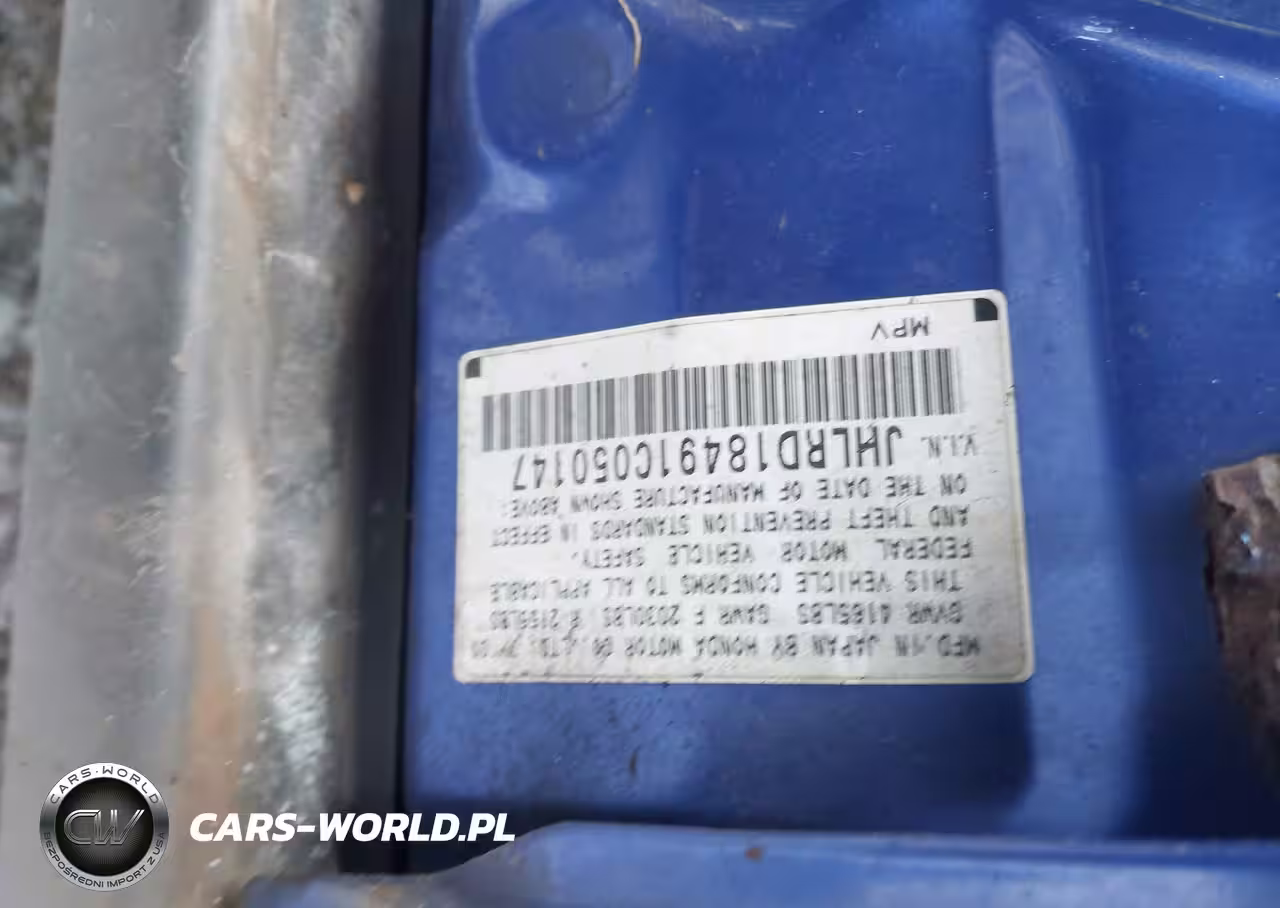 MFD. IN JAPAN BY HONDA MOTOR CO., LTD.
GVWR 4165LBS GAWR F 2030LBS R 2155LBS
THIS VEHICLE CONFORMS TO ALL APPLICABLE
FEDERAL MOTOR VEHICLE SAFETY,
AND THEFT PREVENTION STANDARDS IN EFFECT
ON THE DATE OF MANUFACTURE SHOWN ABOVE:
V.I.N. JHLRD18491C050147
MPV
CARS-WORLD
CW
BEZPOŚREDNI IMPORT Z USA
CARS-WORLD.PL